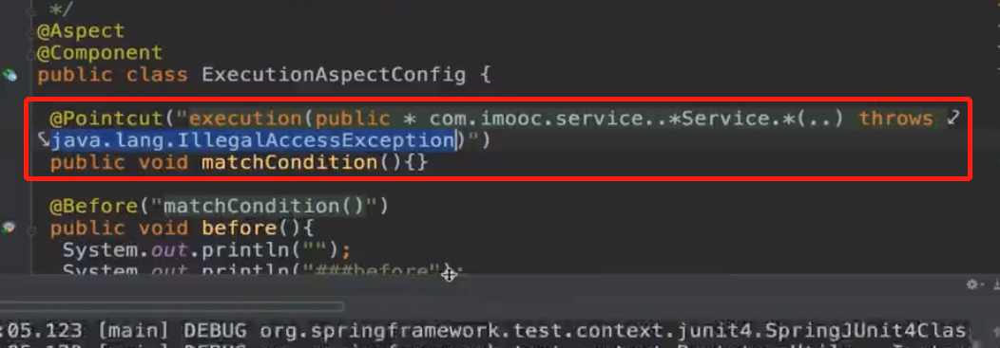 */
@Aspect
@Component
public class ExecutionAspectConfig {
@Pointcut("execution(public * com.imooc.service..*Service.*(..) throws
java.lang.IllegalAccessException)")
public void matchCondition(){}
@Before("matchCondition()")
public void before(){
System.out.println("");
System.out.println("###before");
:05.123 [main] DEBUG org.springframework.test.context.junit4.SpringJUnit4Clas
[main] DEBUG